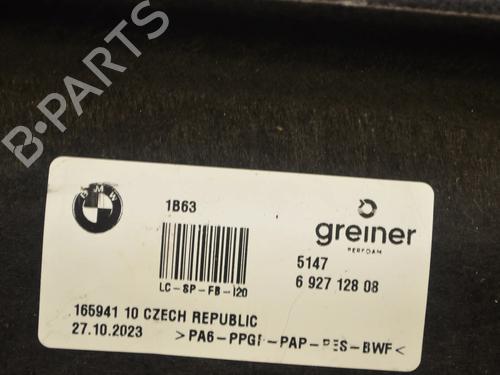 B-PARTS
BMW
1B63
greiner
PERFOAM
LC-SP-FB-I20
5147
6 927 128 08
165941 10 CZECH REPUBLIC
27.10.2023 >PA6-PPGF-PAP-PES-BWF<